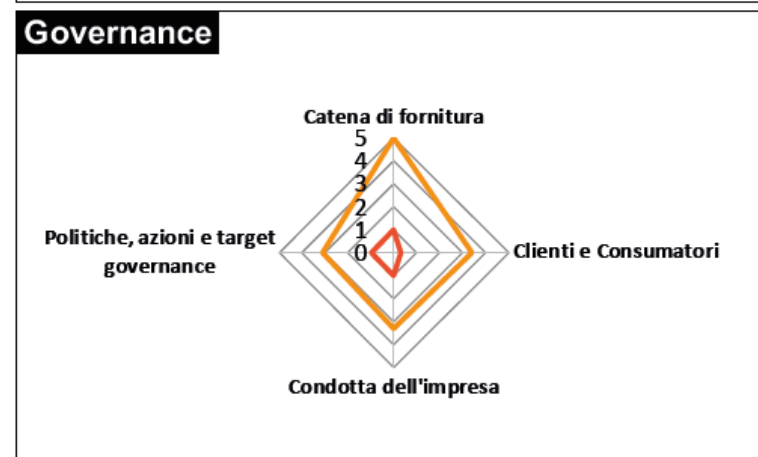 Governance
Catena di fornitura
5
4
3
2
1
0
Politiche, azioni e target
governance
Clienti e Consumatori
Condotta dell'impresa